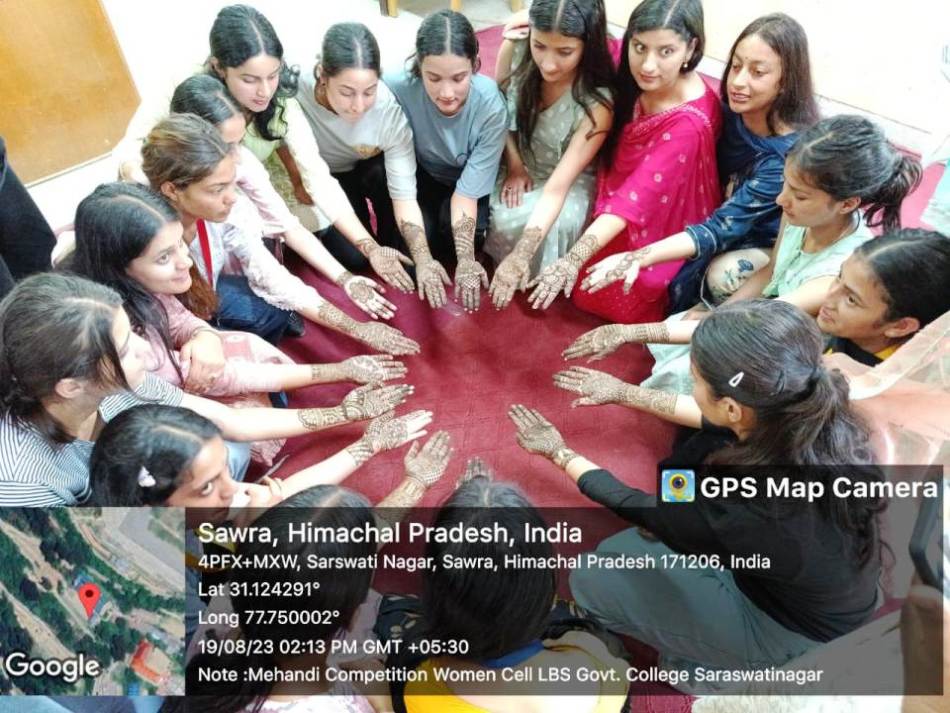 GPS Map Camera
Sawra, Himachal Pradesh, India
4PFX+MXW, Sarswati Nagar, Sawra, Himachal Pradesh 171206, India
Lat 31.124291°
Long 77.750002°
19/08/23 02:13 PM GMT +05:30
Note :Mehandi Competition Women Cell LBS Govt. College Saraswatinagar
Google